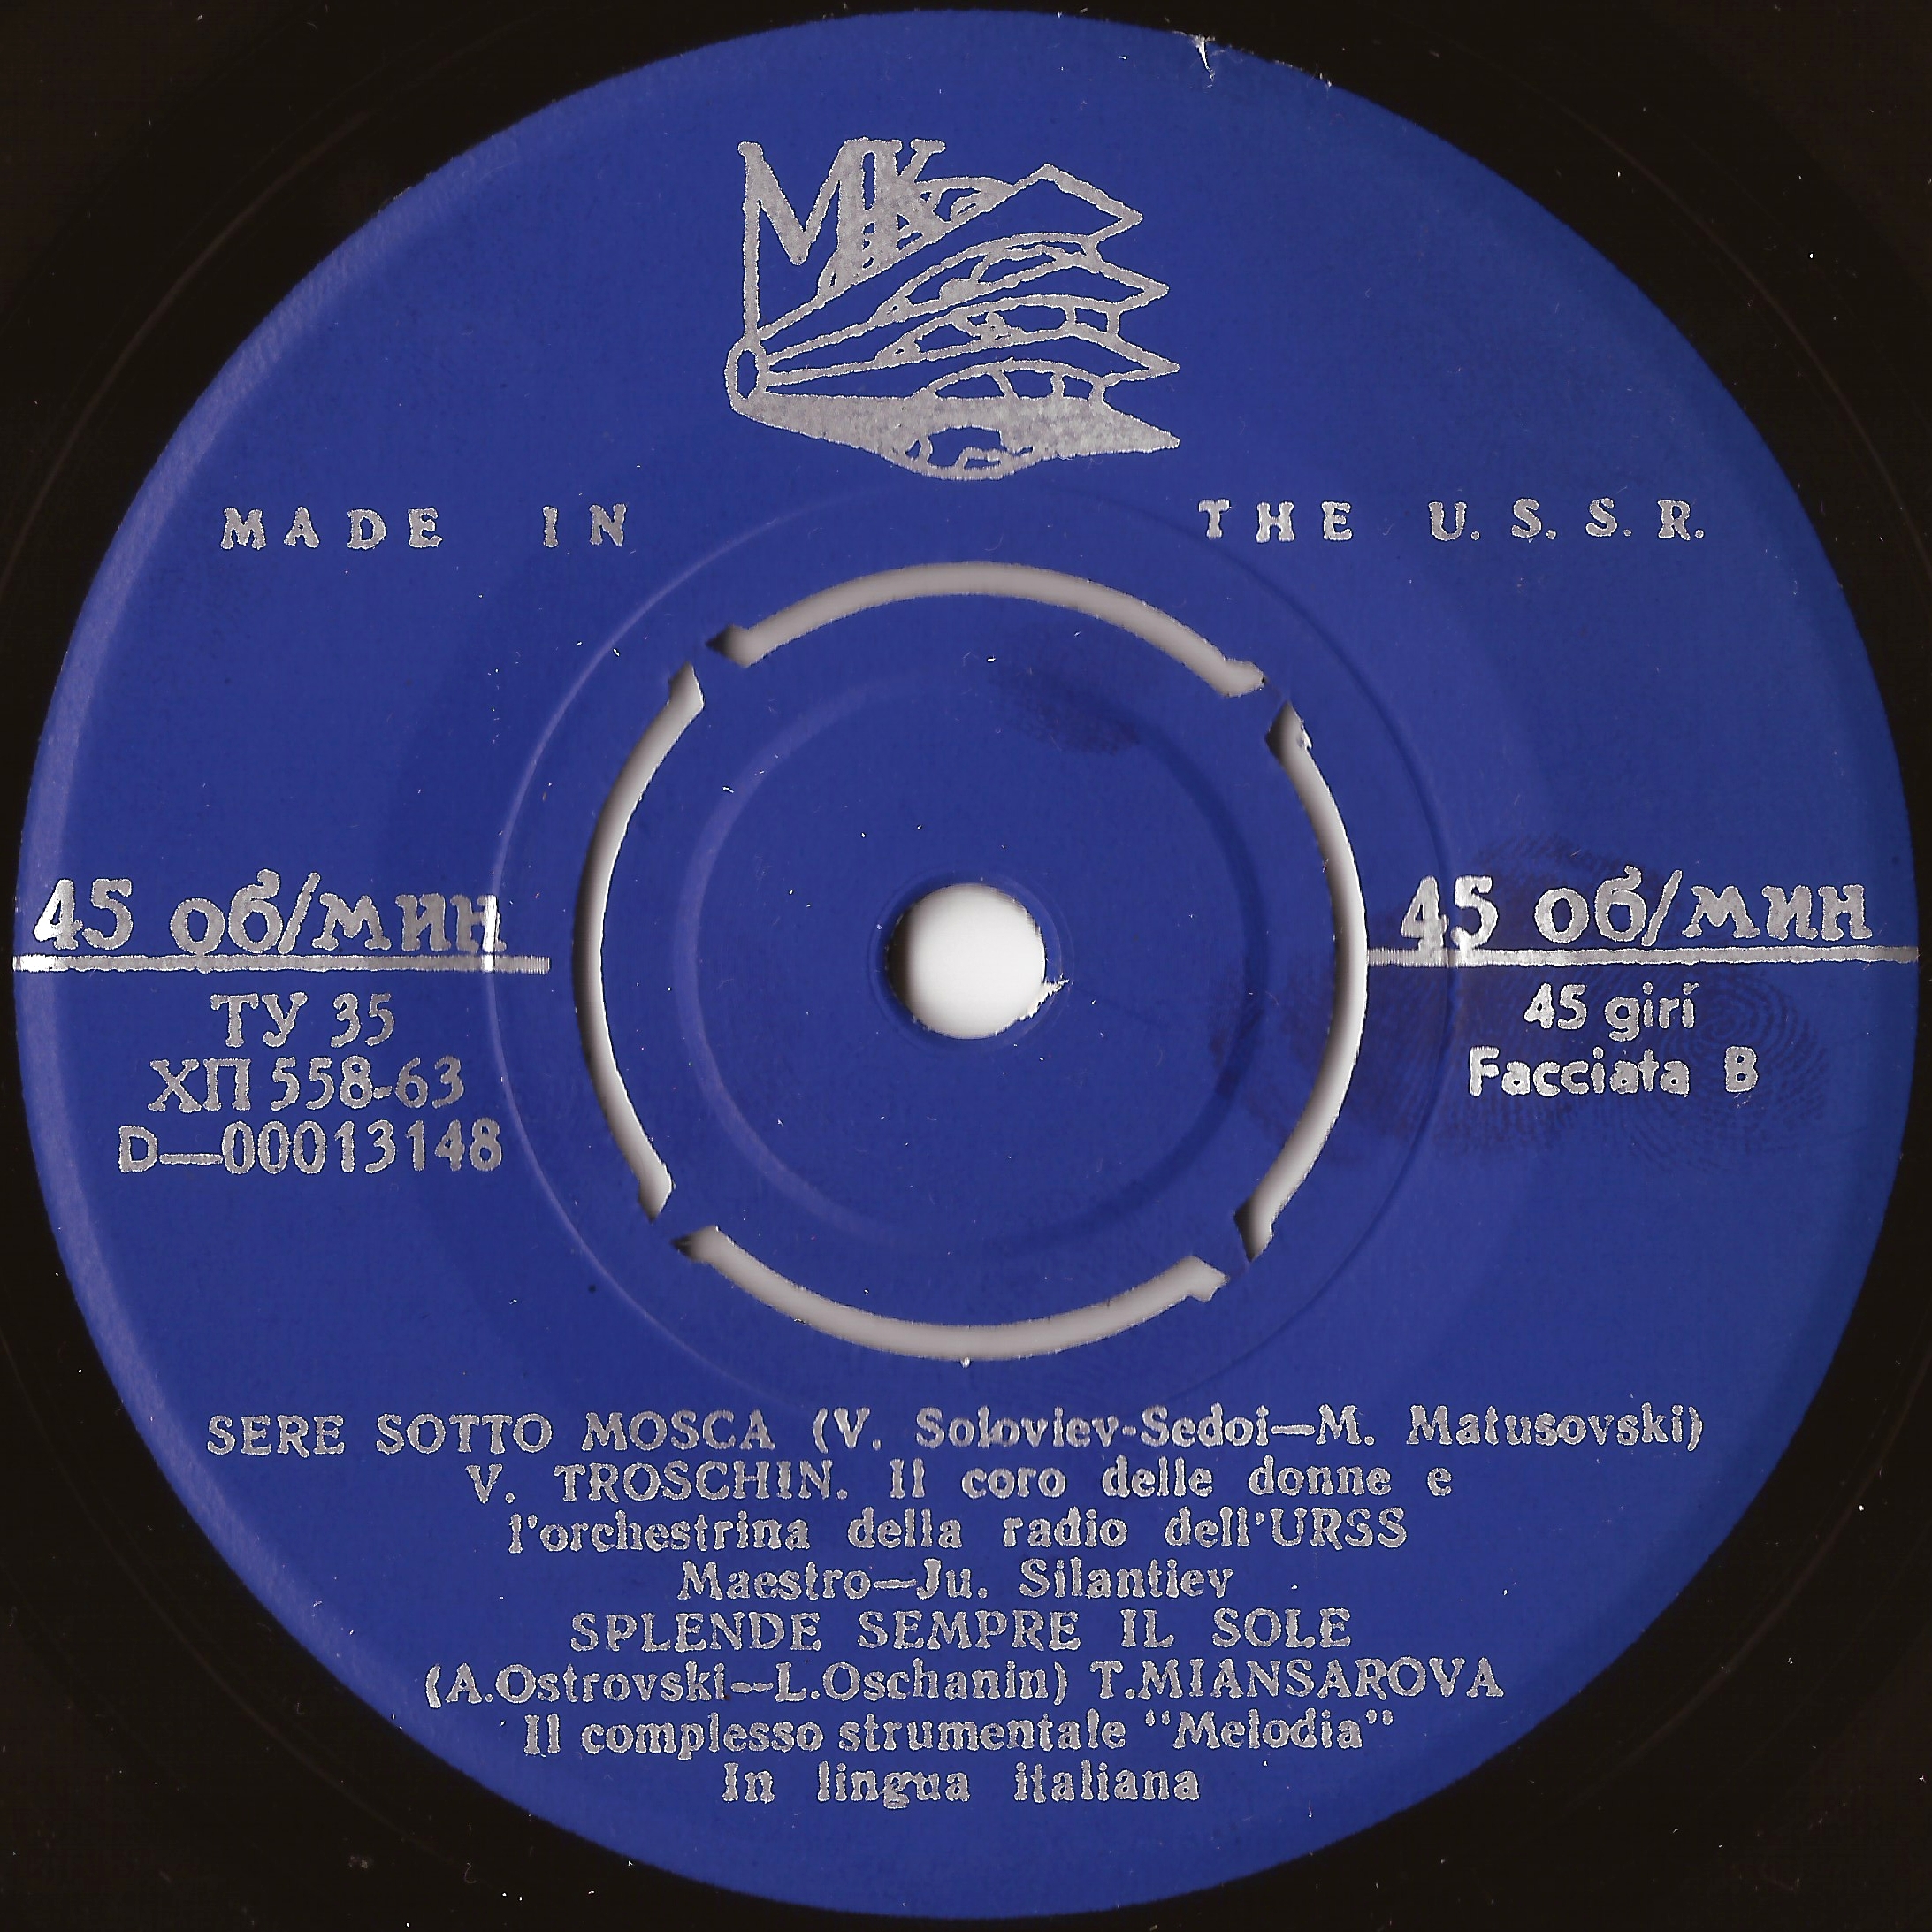 МК
MADE IN THE U.S.S.R.
45 об/мин
45 об/мин
ТУ 35
ХП 558-63
D—00013148
45 giri
Facciata B
SERE SOTTO MOSCA (V. Soloviev-Sedoi—M. Matusovski)
V. TROSCHIN. Il coro delle donne e
l'orchestrina della radio dell'URSS
Maestro—Ju. Silantiev
SPLENDE SEMPRE IL SOLE
(A.Ostrovski—L.Oschanin) T.MIANSAROVA
Il complesso strumentale "Melodia"
In lingua italiana